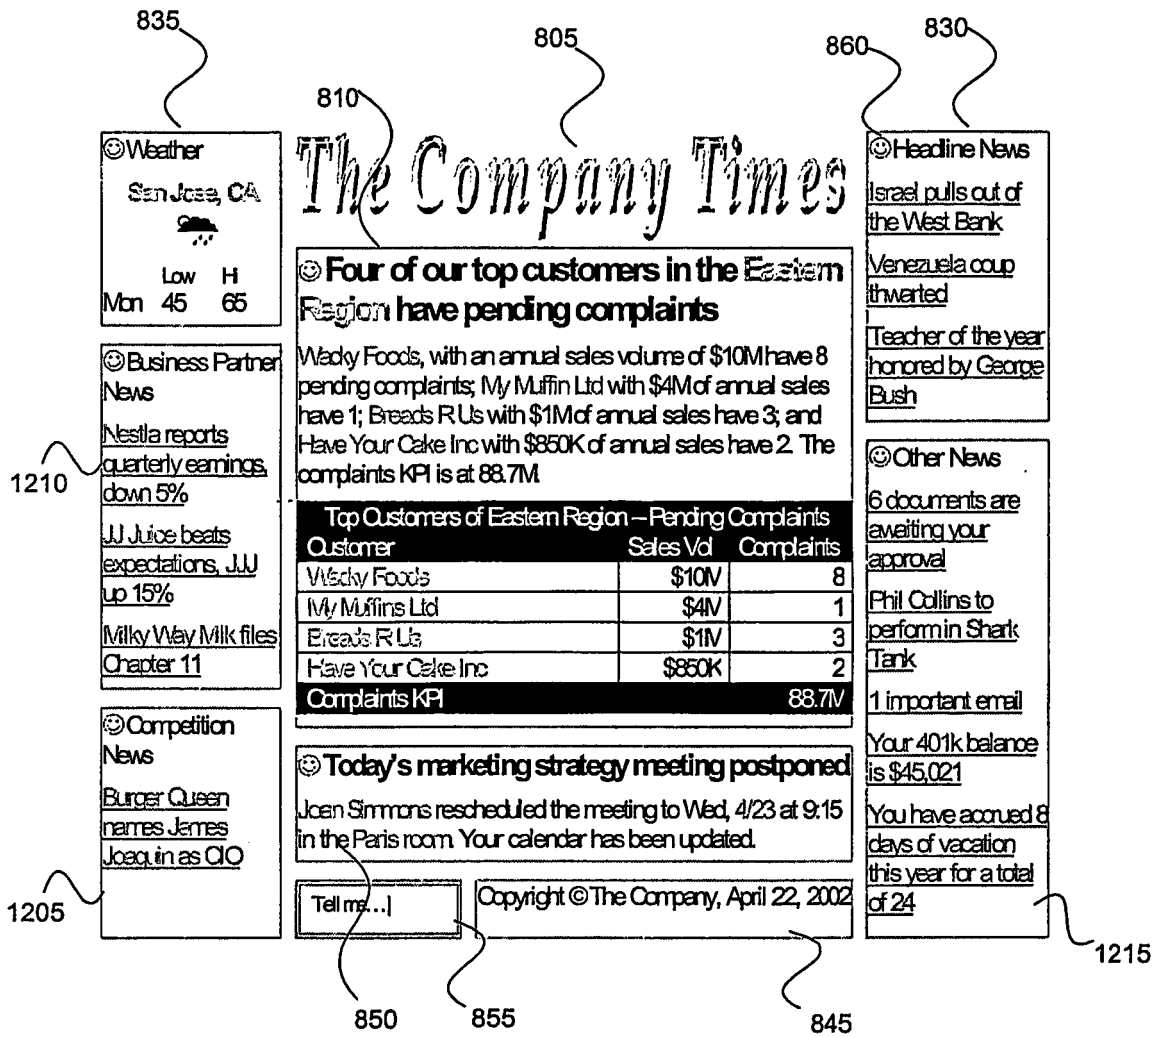 835
805
860
830
810
☺Weather
San Jose, CA
Low Hi
Mon 45 65
The Company Times
☺Headline News
Israel pulls out of
the West Bank
Venezuela coup
thwarted
Teacher of the year
honored by George
Bush
☺ Four of our top customers in the Eastern
Region have pending complaints
Wacky Foods, with an annual sales volume of $10M have 8
pending complaints; My Muffin Ltd with $4M of annual sales
have 1; Breads R Us with $1M of annual sales have 3; and
Have Your Cake Inc with $850K of annual sales have 2. The
complaints KPI is at 88.7M.
☺Business Partner
News
Nestla reports
quarterly earnings,
down 5%
JJ Juice beats
expectations, JJJ
up 15%
Milky Way Milk files
Chapter 11
1210
Top Customers of Eastern Region – Pending Complaints
Customer Sales Vol Complaints
Wacky Foods $10M 8
My Muffins Ltd $4M 1
Breads R Us $1M 3
Have Your Cake Inc $850K 2
Complaints KPI 88.7M
☺Other News
6 documents are
awaiting your
approval
Phil Collins to
perform in Shark
Tank
1 important email
Your 401k balance
is $45,021
You have accrued 8
days of vacation
this year for a total
of 24
☺Competition
News
Burger Queen
names James
Joaquin as CIO
1205
☺ Today's marketing strategy meeting postponed
Joan Simmons rescheduled the meeting to Wed, 4/23 at 9:15
in the Paris room. Your calendar has been updated.
Tell me...|
Copyright © The Company, April 22, 2002
1215
850
855
845